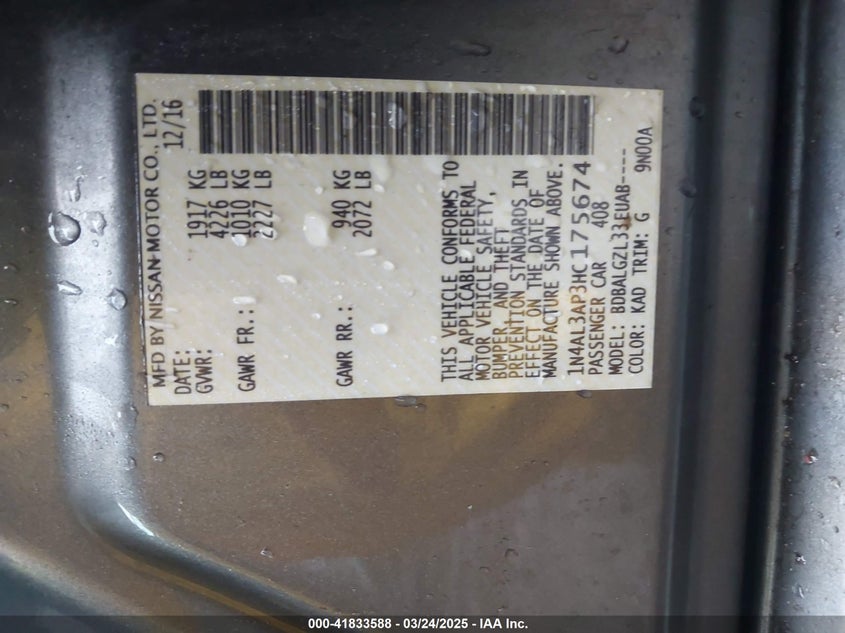 MFD BY NISSAN MOTOR CO., LTD.
DATE: 12/16
GVWR: 1917 KG
4226 LB
GAWR FR.: 1010 KG
2227 LB
GAWR RR.: 940 KG
2072 LB
THIS VEHICLE CONFORMS TO
ALL APPLICABLE FEDERAL
MOTOR VEHICLE SAFETY,
BUMPER, AND THEFT
PREVENTION STANDARDS IN
EFFECT ON THE DATE OF
MANUFACTURE SHOWN ABOVE.
1N4AL3AP3HC175674
PASSENGER CAR 408
MODEL: BDBALGZL33EUAB----
COLOR: KAD TRIM: G 9N00A
000-41833588 - 03/24/2025 - IAA Inc.